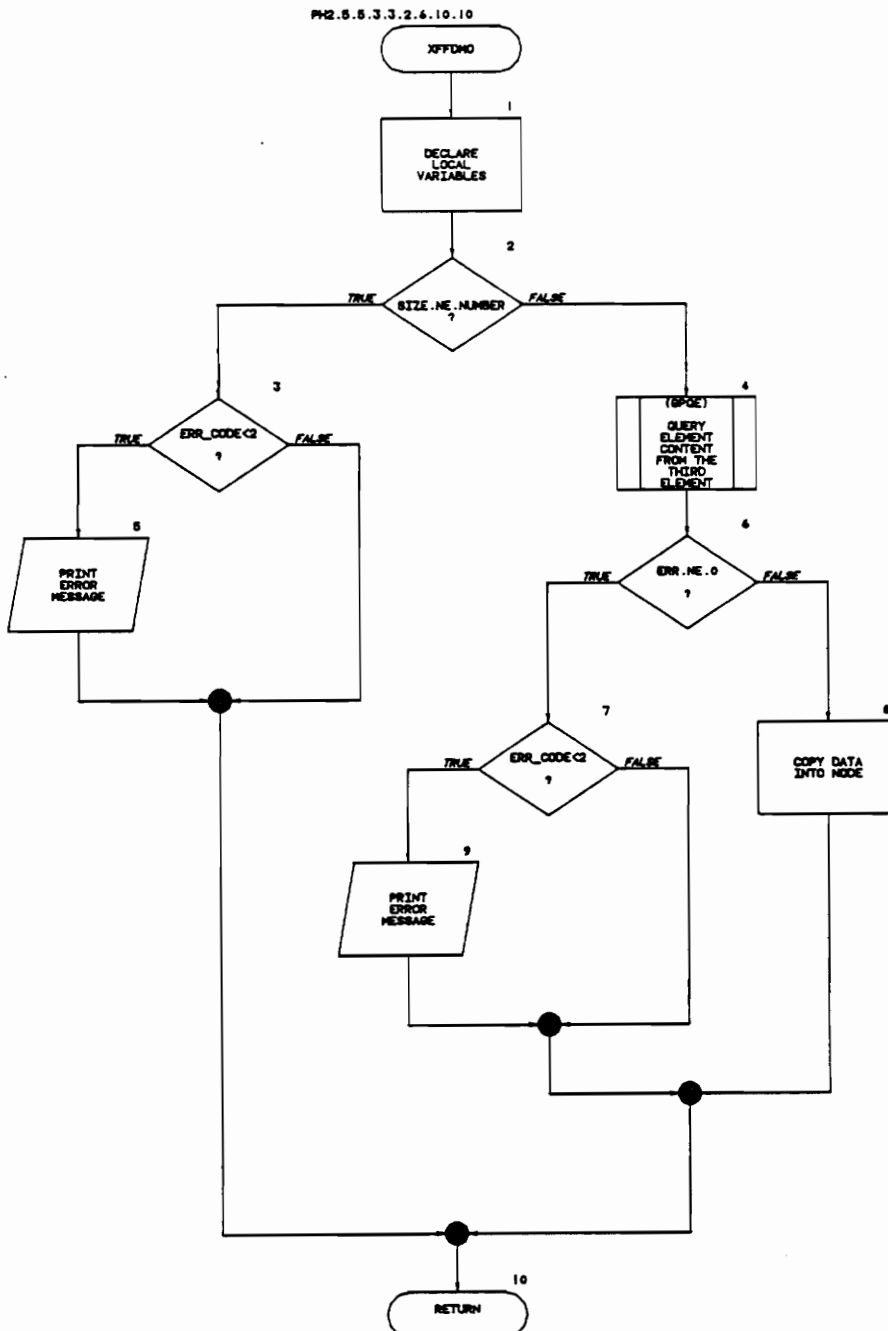 PH2.5.5.3.3.2.6.10.10
XFFDMO
1
DECLARE
LOCAL
VARIABLES
2
TRUE
SIZE.NE.NUMBER
?
FALSE
3
TRUE
ERR_CODE<2
?
FALSE
4
(GPQE)
QUERY
ELEMENT
CONTENT
FROM THE
THIRD
ELEMENT
5
PRINT
ERROR
MESSAGE
6
TRUE
ERR.NE.0
?
FALSE
7
TRUE
ERR_CODE<2
?
FALSE
8
COPY DATA
INTO NODE
9
PRINT
ERROR
MESSAGE
10
RETURN